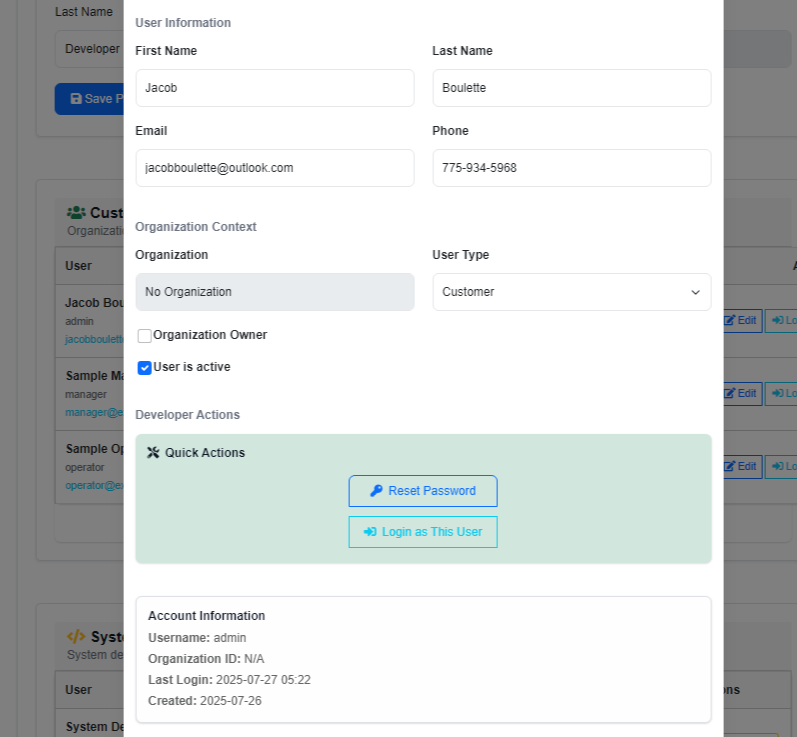 Last Name
Developer
Save P
User Information
First Name
Last Name
Jacob
Boulette
Email
Phone
jacobboulette@outlook.com
775-934-5968
Organization Context
Organization
User Type
No Organization
Customer
Organization Owner
User is active
Developer Actions
Quick Actions
Reset Password
Login as This User
Account Information
Username: admin
Organization ID: N/A
Last Login: 2025-07-27 05:22
Created: 2025-07-26
Cust
Organizati
User
A
Jacob Bou
admin
jacobboulett
Edit
Lo
Sample Ma
manager
manager@e
Edit
Lo
Sample Op
operator
operator@e
Edit
Lo
Syst
System de
User
ons
System De